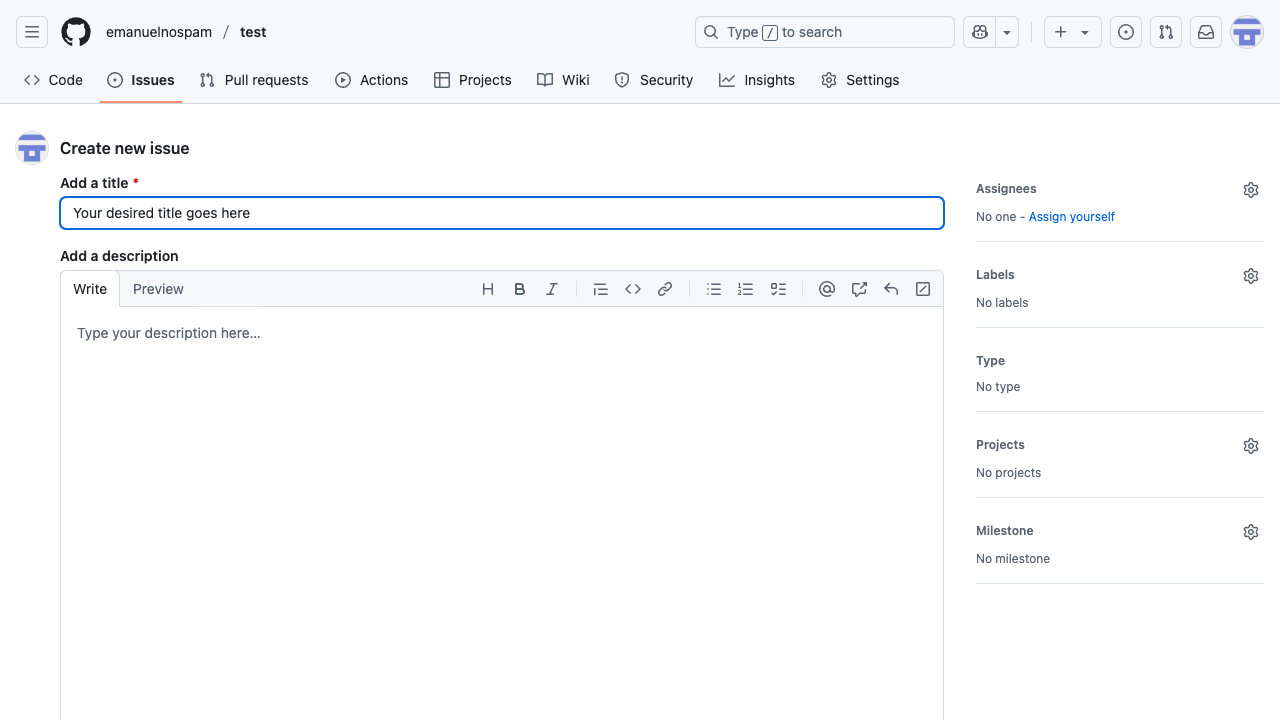 emanuelnospam / test
Type / to search
Code
Issues
Pull requests
Actions
Projects
Wiki
Security
Insights
Settings
Create new issue
Add a title *
Your desired title goes here
Add a description
Write
Preview
Type your description here…
Assignees
No one - Assign yourself
Labels
No labels
Type
No type
Projects
No projects
Milestone
No milestone